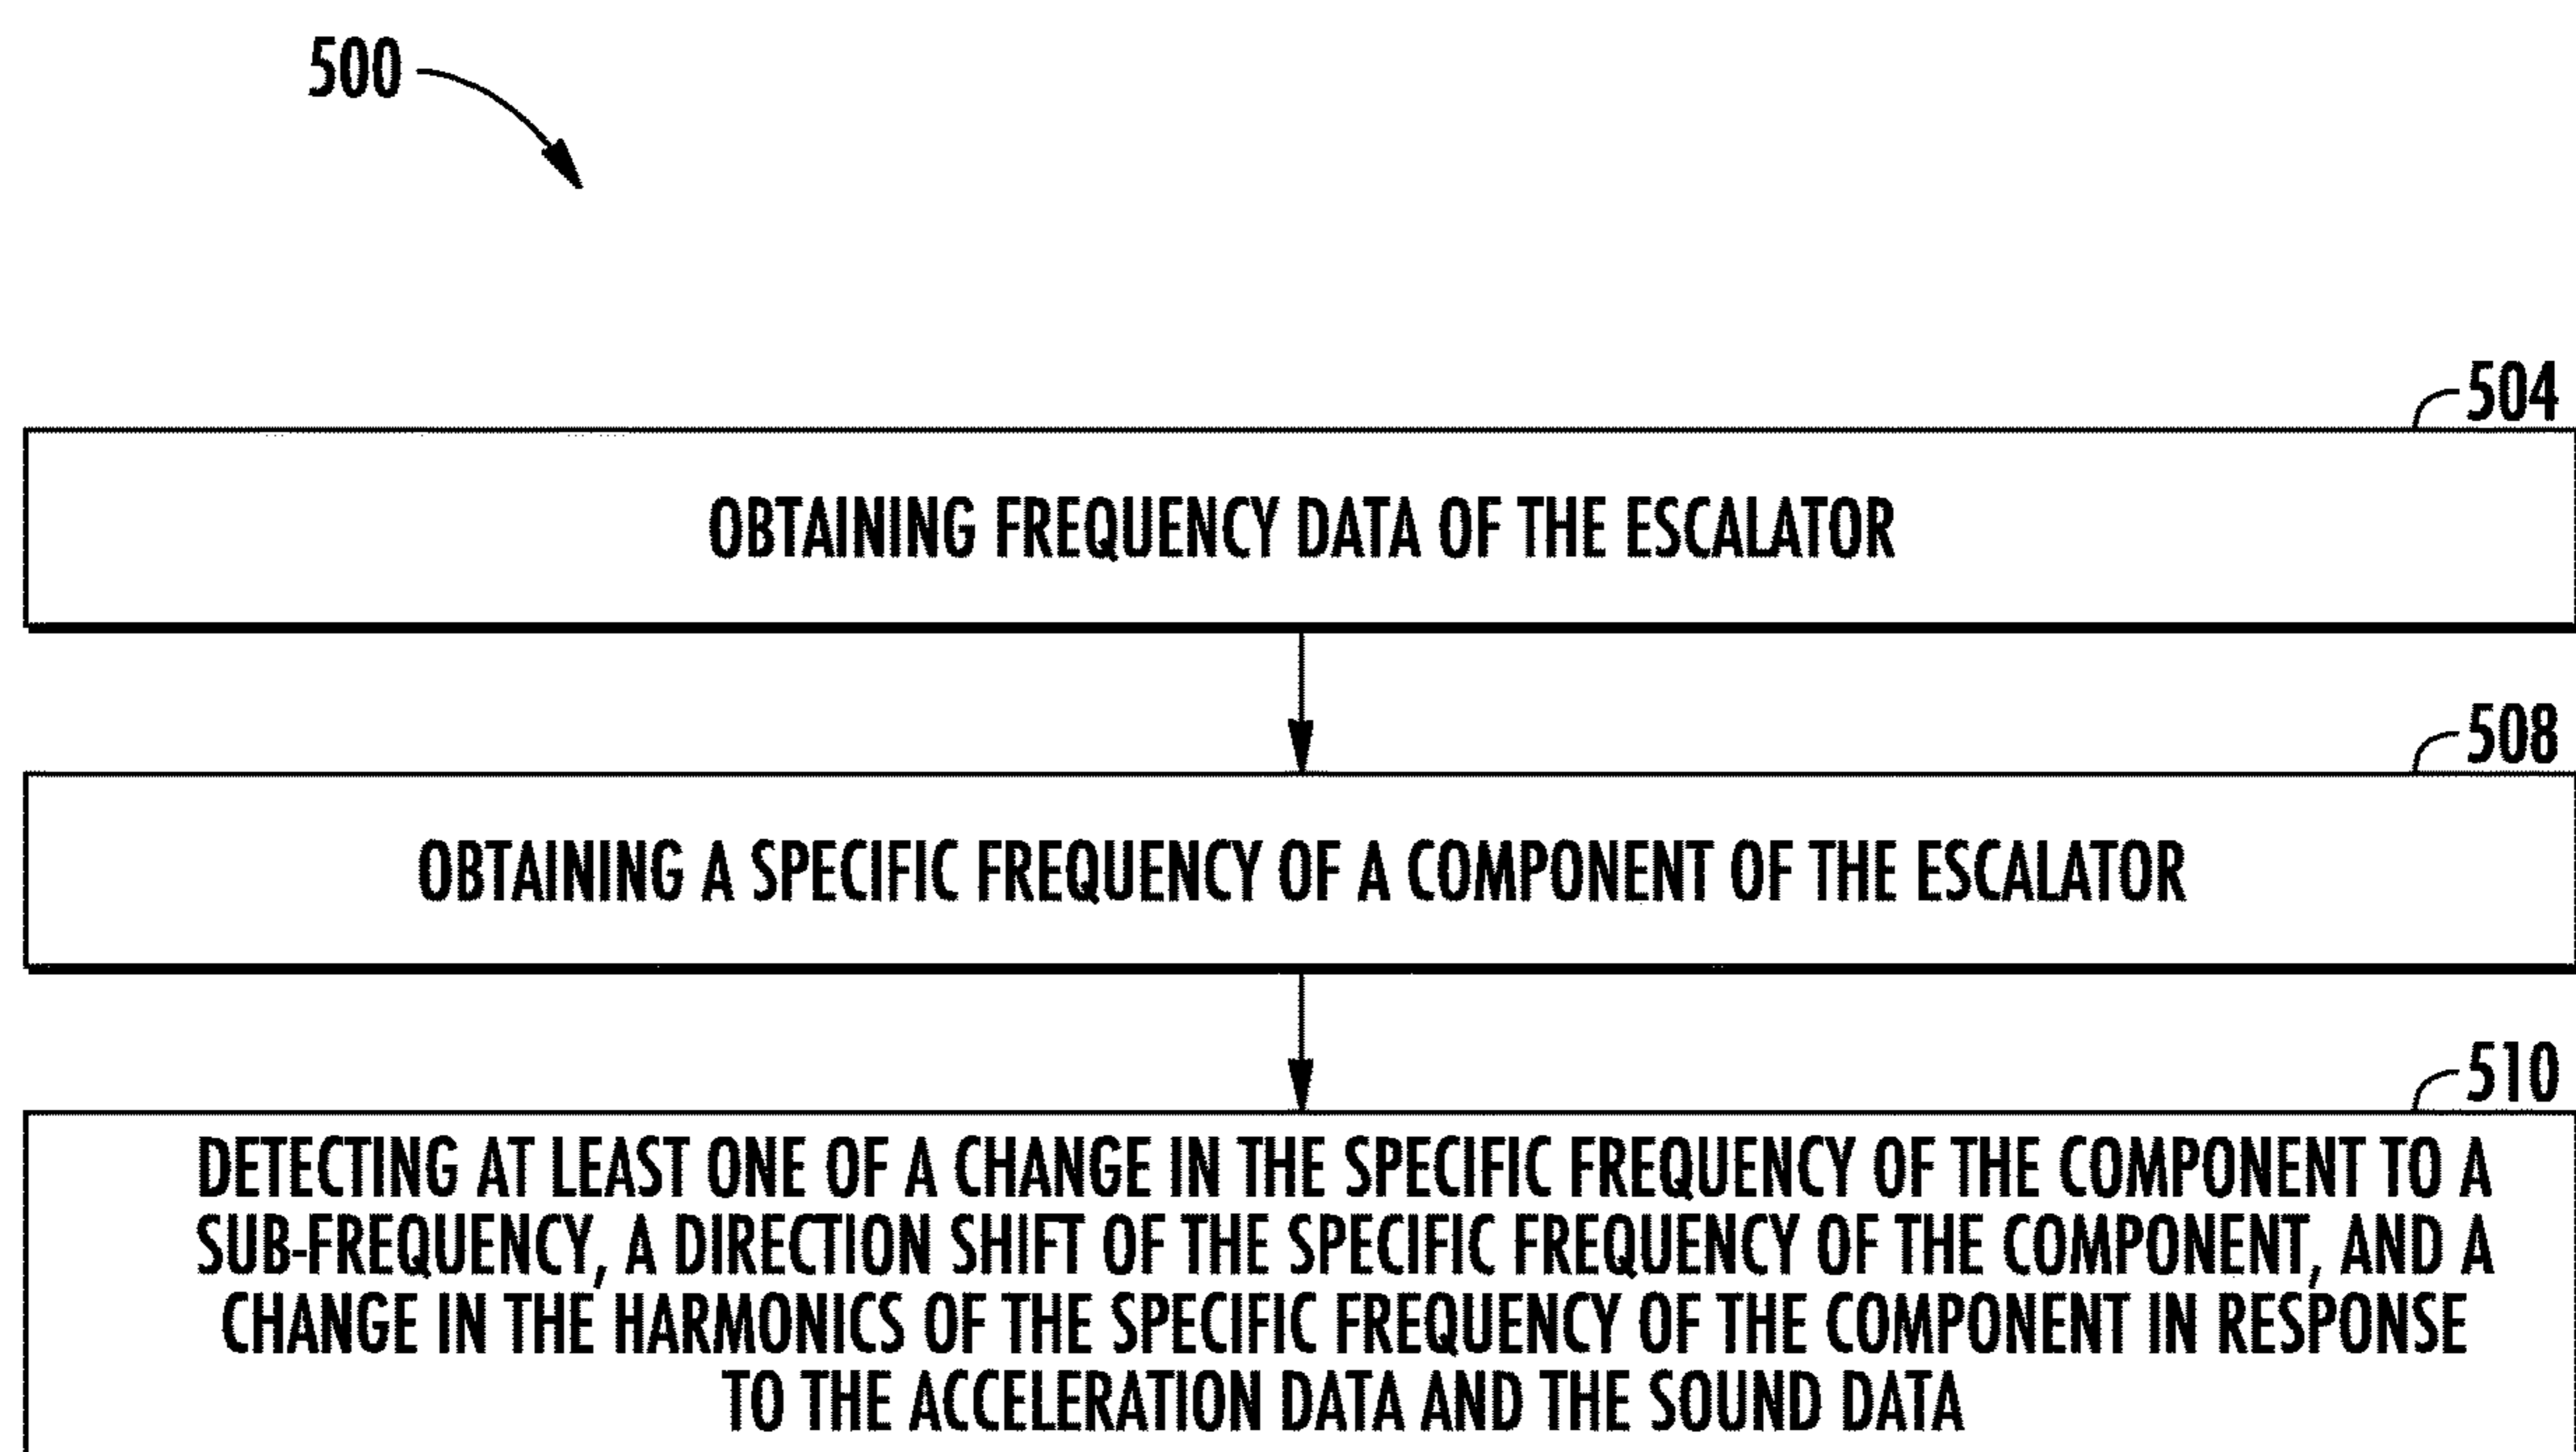 500
504
OBTAINING FREQUENCY DATA OF THE ESCALATOR
508
OBTAINING A SPECIFIC FREQUENCY OF A COMPONENT OF THE ESCALATOR
510
DETECTING AT LEAST ONE OF A CHANGE IN THE SPECIFIC FREQUENCY OF THE COMPONENT TO A
SUB-FREQUENCY, A DIRECTION SHIFT OF THE SPECIFIC FREQUENCY OF THE COMPONENT, AND A
CHANGE IN THE HARMONICS OF THE SPECIFIC FREQUENCY OF THE COMPONENT IN RESPONSE
TO THE ACCELERATION DATA AND THE SOUND DATA